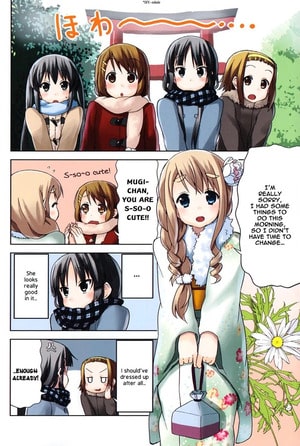 ほわ〜〜…
I'M
REALLY
SORRY,
I HAD SOME
THINGS TO
DO THIS
MORNING,
SO I DIDN'T
HAVE TIME TO
CHANGE..
S-so-o cute!
MUGI-
CHAN,
YOU ARE
S-SO-O
CUTE!!
...
She
looks
really
good in
it..
I should've
dressed up
after all..
ENOUGH
ALREADY!